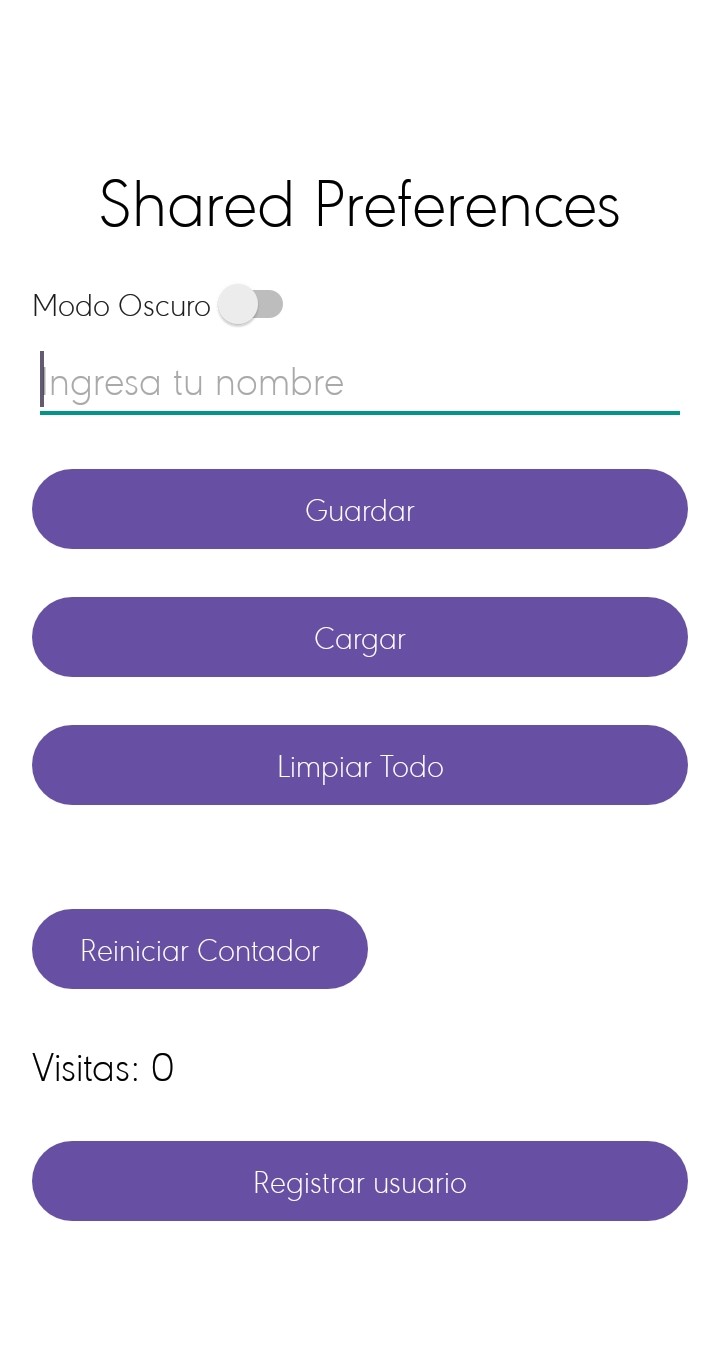 Shared Preferences
Modo Oscuro
Ingresa tu nombre
Guardar
Cargar
Limpiar Todo
Reiniciar Contador
Visitas: 0
Registrar usuario